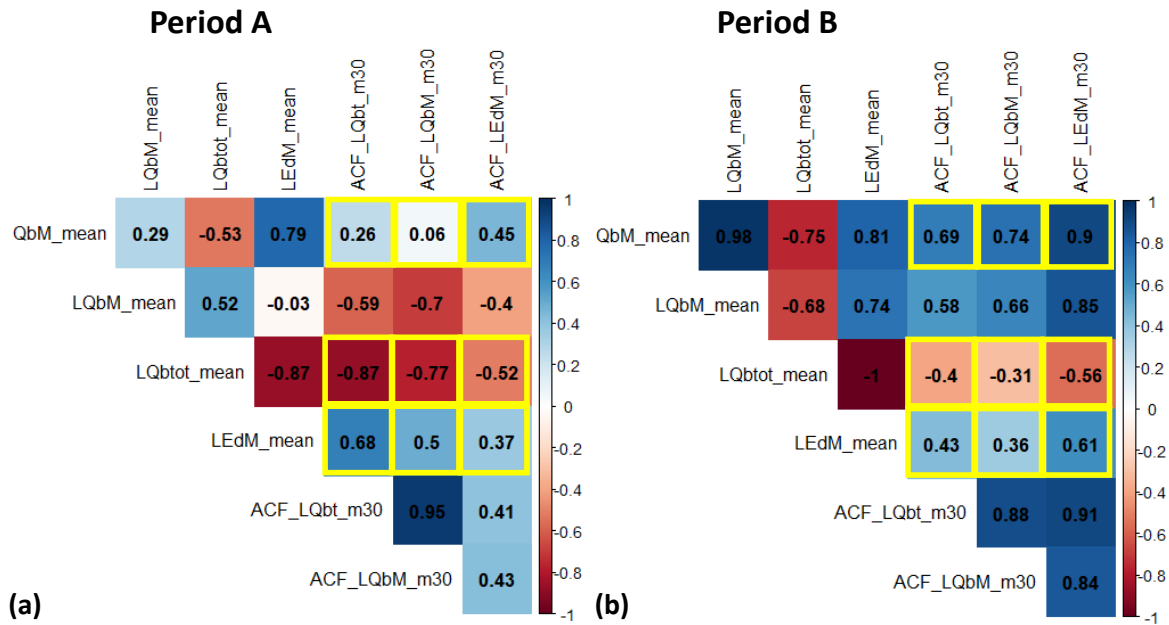 Period A
LQbM_mean
LQbtot_mean
LEdM_mean
ACF_LQbt_m30
ACF_LQbM_m30
ACF_LEdM_m30
QbM_mean 0.29 -0.53 0.79 0.26 0.06 0.45
LQbM_mean 0.52 -0.03 -0.59 -0.7 -0.4
LQbtot_mean -0.87 -0.87 -0.77 -0.52
LEdM_mean 0.68 0.5 0.37
ACF_LQbt_m30 0.95 0.41
ACF_LQbM_m30 0.43
1
0.8
0.6
0.4
0.2
0
-0.2
-0.4
-0.6
-0.8
-1
(a)
Period B
LQbM_mean
LQbtot_mean
LEdM_mean
ACF_LQbt_m30
ACF_LQbM_m30
ACF_LEdM_m30
QbM_mean 0.98 -0.75 0.81 0.69 0.74 0.9
LQbM_mean -0.68 0.74 0.58 0.66 0.85
LQbtot_mean -1 -0.4 -0.31 -0.56
LEdM_mean 0.43 0.36 0.61
ACF_LQbt_m30 0.88 0.91
ACF_LQbM_m30 0.84
1
0.8
0.6
0.4
0.2
0
-0.2
-0.4
-0.6
-0.8
-1
(b)